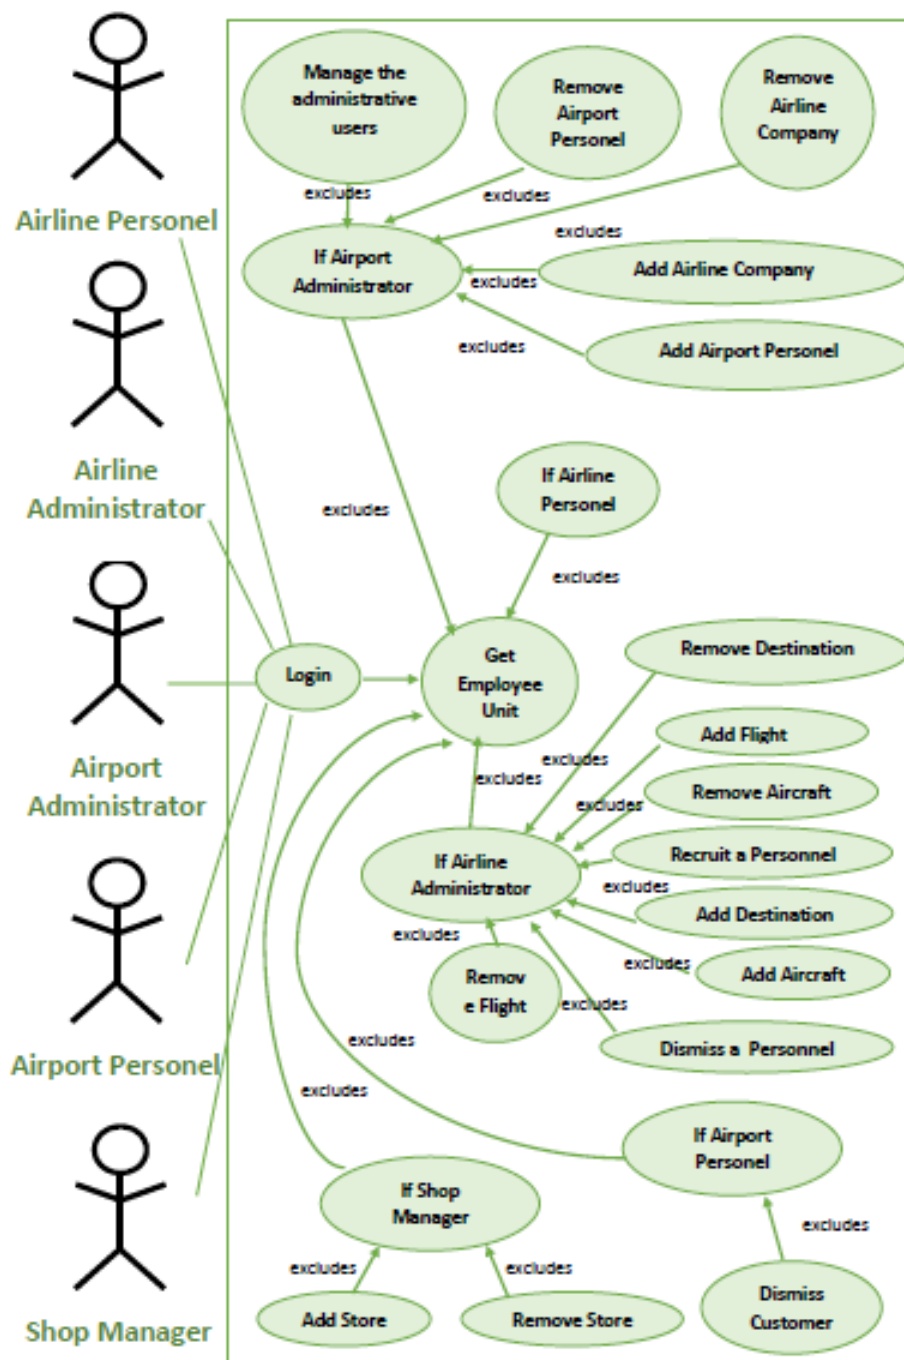 Manage the
administrative
users
Remove
Airport
Personel
Remove
Airline
Company
excludes
excludes
Airline Personel
excludes
If Airport
Administrator
Add Airline Company
excludes
excludes
Add Airport Personel
Airline
Administrator
If Airline
Personel
excludes
excludes
Login
Get
Employee
Unit
Remove Destination
Add Flight
excludes
excludes
Airport
Administrator
Remove Aircraft
excludes
If Airline
Administrator
Recruit a Personnel
excludes
Add Destination
excludes
excludes
Add Aircraft
Remov
e Flight
excludes
Dismiss a Personnel
Airport Personel
excludes
excludes
If Airport
Personel
If Shop
Manager
excludes
excludes
excludes
Add Store
Remove Store
Dismiss
Customer
Shop Manager